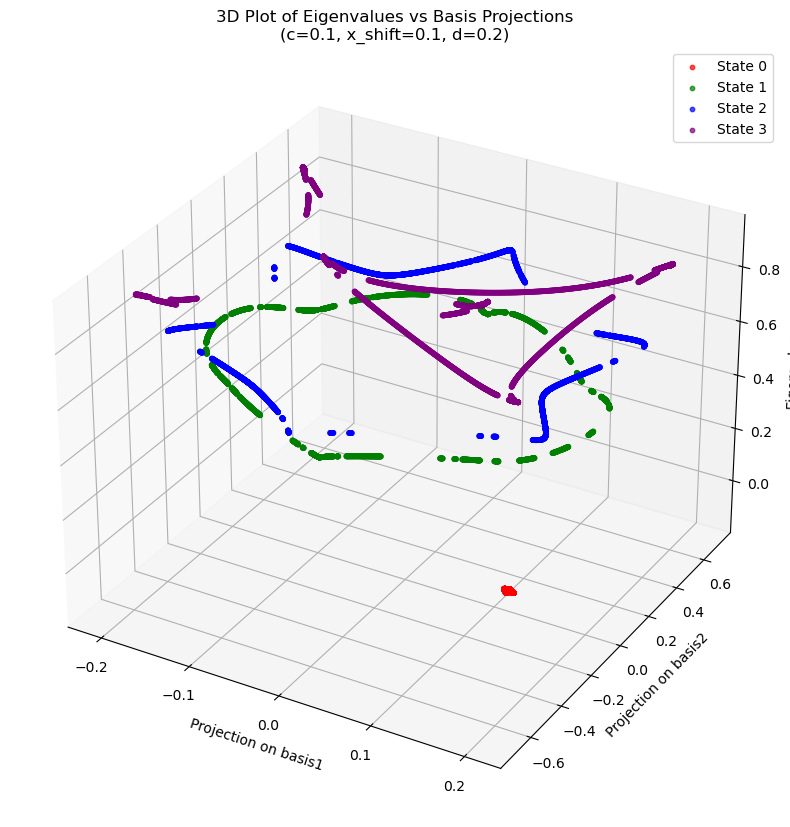 3D Plot of Eigenvalues vs Basis Projections
(c=0.1, x_shift=0.1, d=0.2)
State 0
State 1
State 2
State 3
0.8
0.6
0.4
0.2
0.0
0.6
0.4
0.2
0.0
−0.2
−0.4
−0.6
Projection on basis2
−0.2
−0.1
0.0
0.1
0.2
Projection on basis1